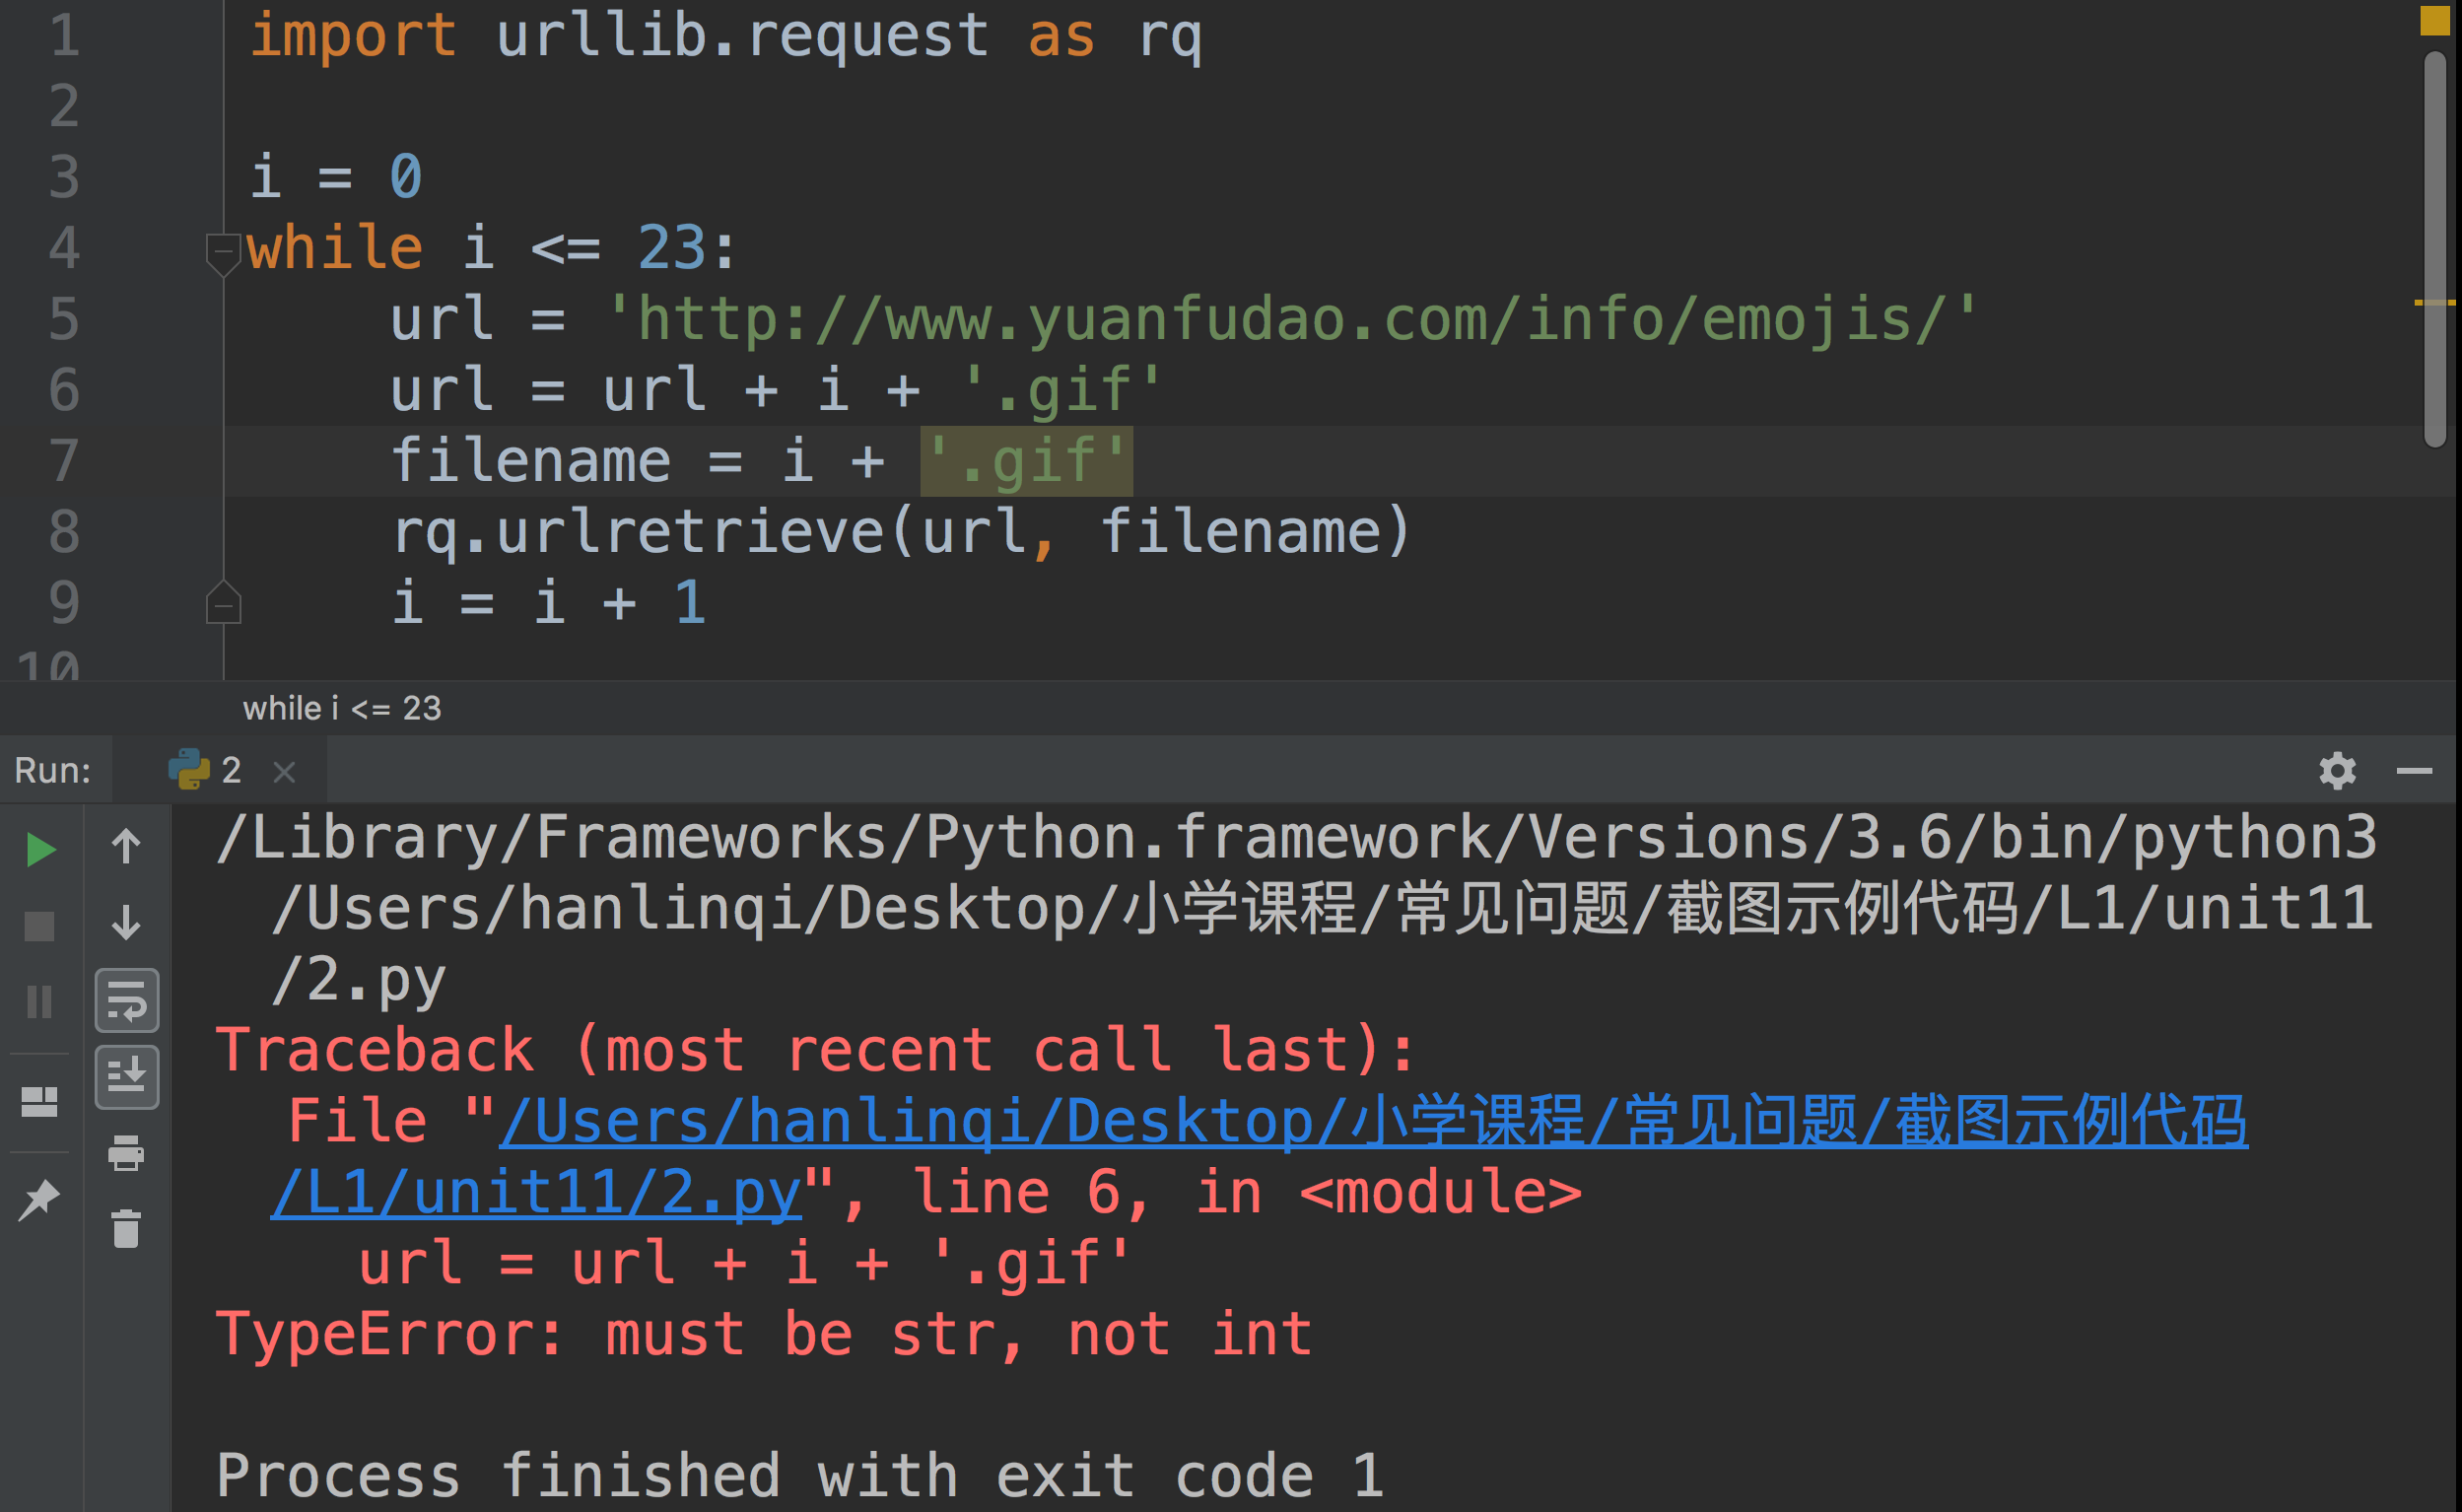 1 import urllib.request as rq
2
3 i = 0
4 while i <= 23:
5 url = 'http://www.yuanfudao.com/info/emojis/'
6 url = url + i + '.gif'
7 filename = i + '.gif'
8 rq.urlretrieve(url, filename)
9 i = i + 1
10
while i <= 23
Run: 2
/Library/Frameworks/Python.framework/Versions/3.6/bin/python3
/Users/hanlinqi/Desktop/小学课程/常见问题/截图示例代码/L1/unit11
/2.py
Traceback (most recent call last):
File "/Users/hanlinqi/Desktop/小学课程/常见问题/截图示例代码
/L1/unit11/2.py", line 6, in <module>
url = url + i + '.gif'
TypeError: must be str, not int
Process finished with exit code 1